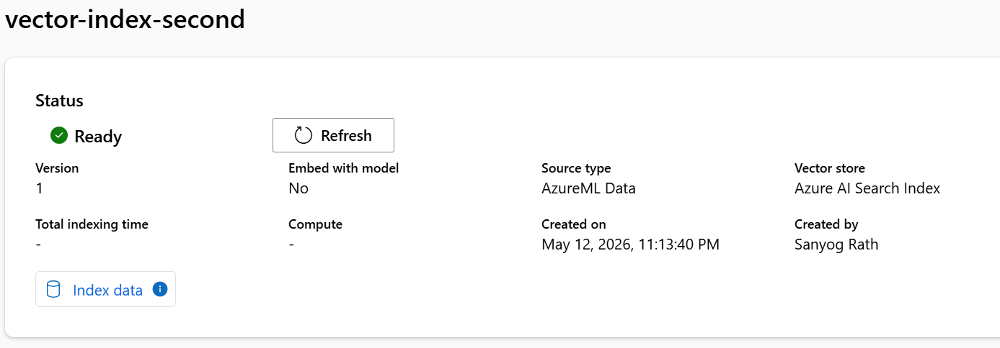 vector-index-second
Status
Ready
Refresh
Version
Embed with model
Source type
Vector store
1
No
AzureML Data
Azure AI Search Index
Total indexing time
Compute
Created on
Created by
-
-
May 12, 2026, 11:13:40 PM
Sanyog Rath
Index data